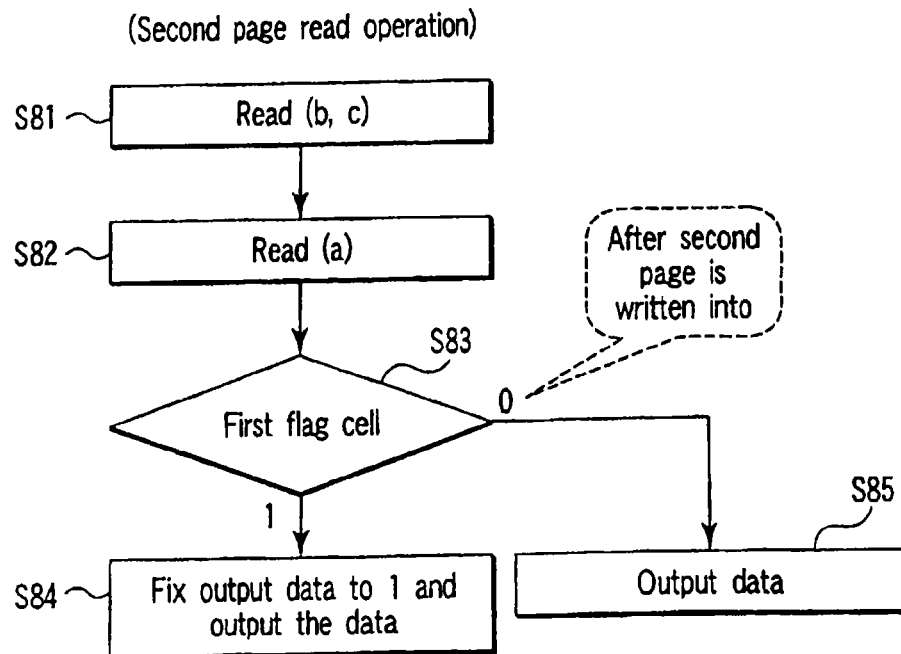 (Second page read operation)
S81
Read (b, c)
S82
Read (a)
After second
page is
written into
S83
0
First flag cell
1
S85
S84
Fix output data to 1 and
output the data
Output data